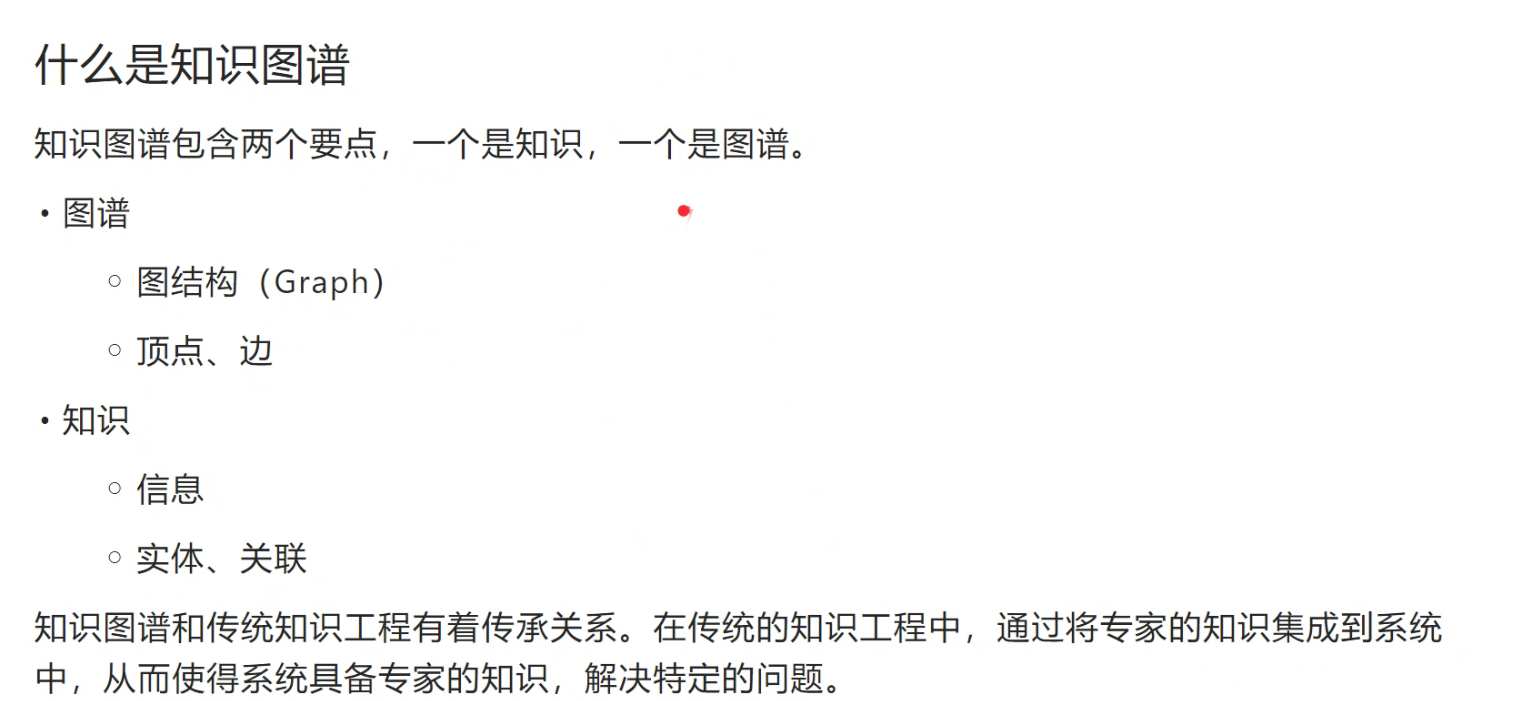 什么是知识图谱
知识图谱包含两个要点，一个是知识，一个是图谱。
• 图谱
○ 图结构（Graph）
○ 顶点、边
• 知识
○ 信息
○ 实体、关联
知识图谱和传统知识工程有着传承关系。在传统的知识工程中，通过将专家的知识集成到系统
中，从而使得系统具备专家的知识，解决特定的问题。